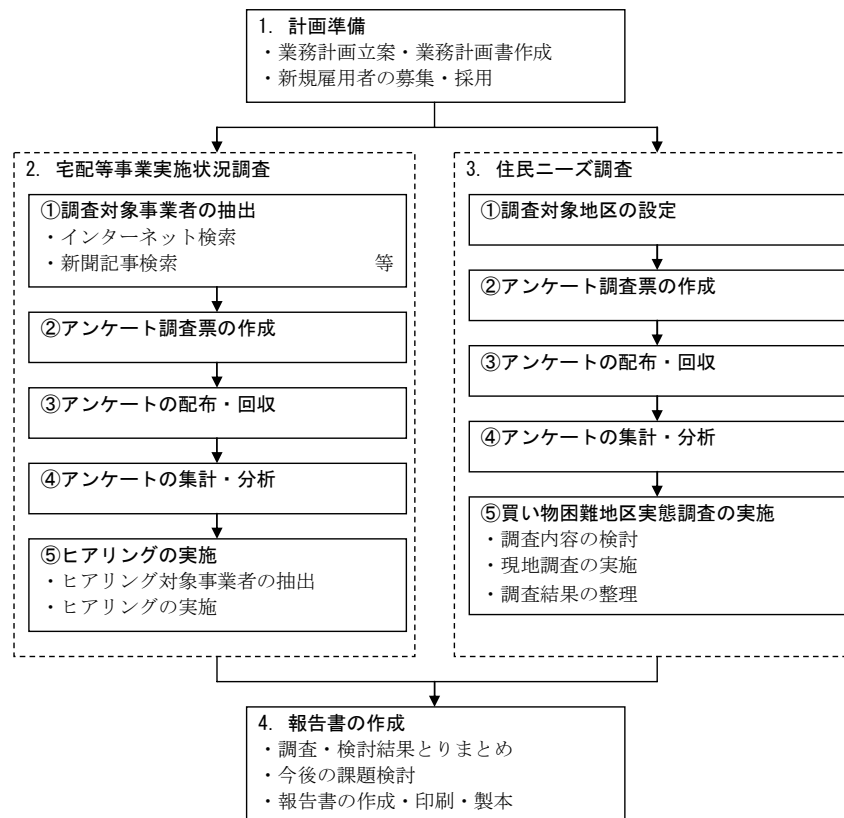 1. 計画準備
・業務計画立案・業務計画書作成
・新規雇用者の募集・採用
2. 宅配等事業実施状況調査
①調査対象事業者の抽出
・インターネット検索
・新聞記事検索 等
②アンケート調査票の作成
③アンケートの配布・回収
④アンケートの集計・分析
⑤ヒアリングの実施
・ヒアリング対象事業者の抽出
・ヒアリングの実施
3. 住民ニーズ調査
①調査対象地区の設定
②アンケート調査票の作成
③アンケートの配布・回収
④アンケートの集計・分析
⑤買い物困難地区実態調査の実施
・調査内容の検討
・現地調査の実施
・調査結果の整理
4. 報告書の作成
・調査・検討結果とりまとめ
・今後の課題検討
・報告書の作成・印刷・製本